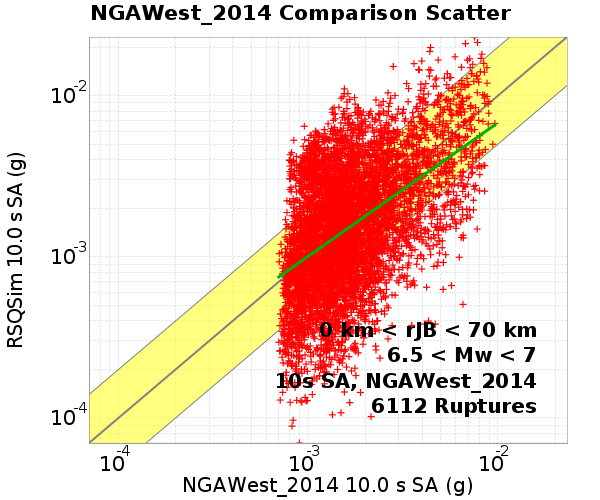 NGAWest_2014 Comparison Scatter
RSQSim 10.0 s SA (g)
10-2
10-3
10-4
0 km < rJB < 70 km
6.5 < Mw < 7
10s SA, NGAWest_2014
6112 Ruptures
10-4 10-3 10-2
NGAWest_2014 10.0 s SA (g)